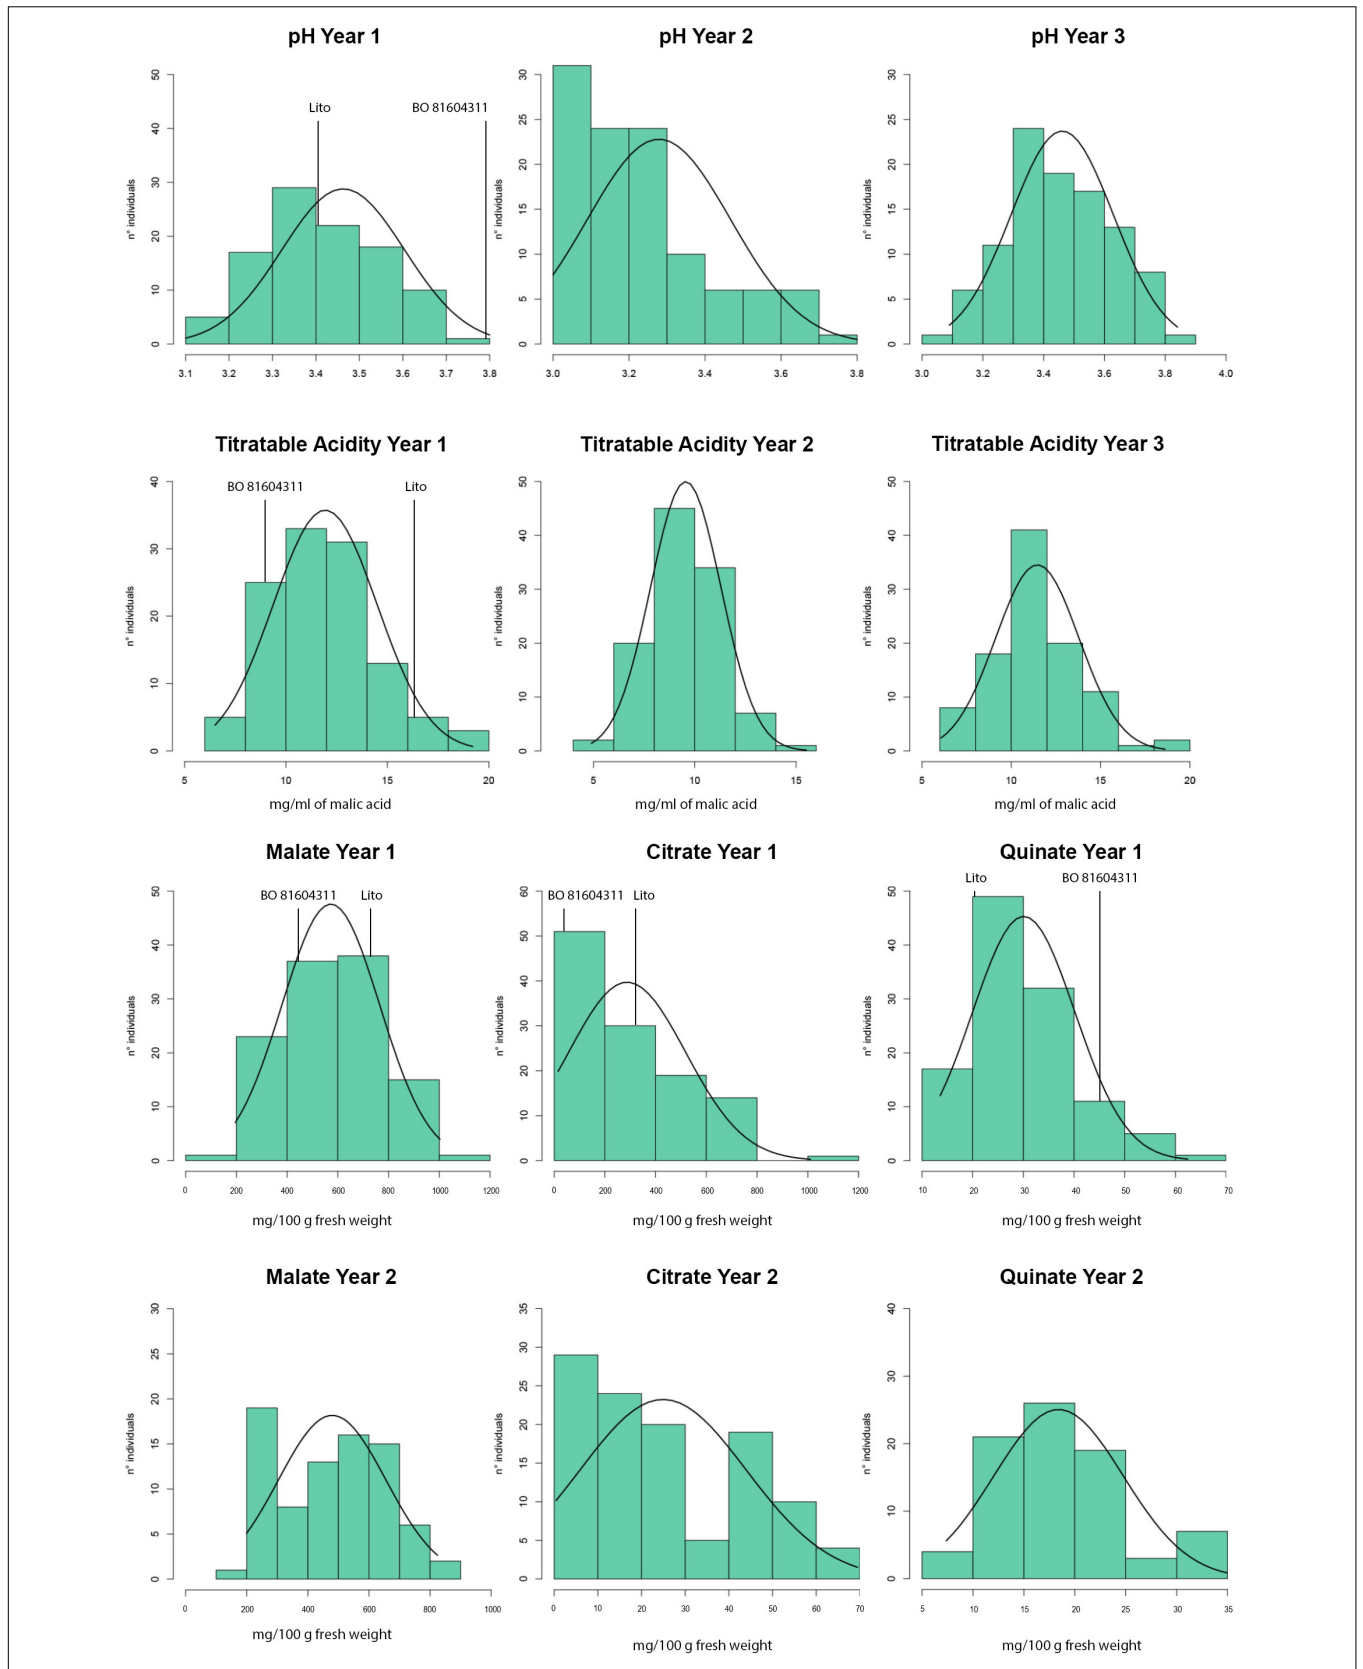 pH Year 1
pH Year 2
pH Year 3
n° individuals
0 10 20 30 40 50
Lito
BO 81604311
3.1 3.2 3.3 3.4 3.5 3.6 3.7 3.8
n° individuals
0 5 10 15 20 25 30
3.0 3.2 3.4 3.6 3.8
n° individuals
0 5 10 15 20 25 30
3.0 3.2 3.4 3.6 3.8 4.0
Titratable Acidity Year 1
Titratable Acidity Year 2
Titratable Acidity Year 3
n° individuals
0 10 20 30 40
BO 81604311
Lito
5 10 15 20
mg/ml of malic acid
n° individuals
0 10 20 30 40 50
5 10 15
mg/ml of malic acid
n° individuals
0 10 20 30 40 50
5 10 15 20
mg/ml of malic acid
Malate Year 1
Citrate Year 1
Quinate Year 1
n° individuals
0 10 20 30 40 50
BO 81604311
Lito
0 200 400 600 800 1000 1200
mg/100 g fresh weight
n° individuals
0 10 20 30 40 50 60
BO 81604311
Lito
0 200 400 600 800 1000 1200
mg/100 g fresh weight
n° individuals
0 10 20 30 40 50
Lito
BO 81604311
10 20 30 40 50 60 70
mg/100 g fresh weight
Malate Year 2
Citrate Year 2
Quinate Year 2
n° individuals
0 5 10 15 20 25 30
0 200 400 600 800 1000
mg/100 g fresh weight
n° individuals
0 5 10 15 20 25 30 35
0 10 20 30 40 50 60 70
mg/100 g fresh weight
n° individuals
0 10 20 30 40
5 10 15 20 25 30 35
mg/100 g fresh weight